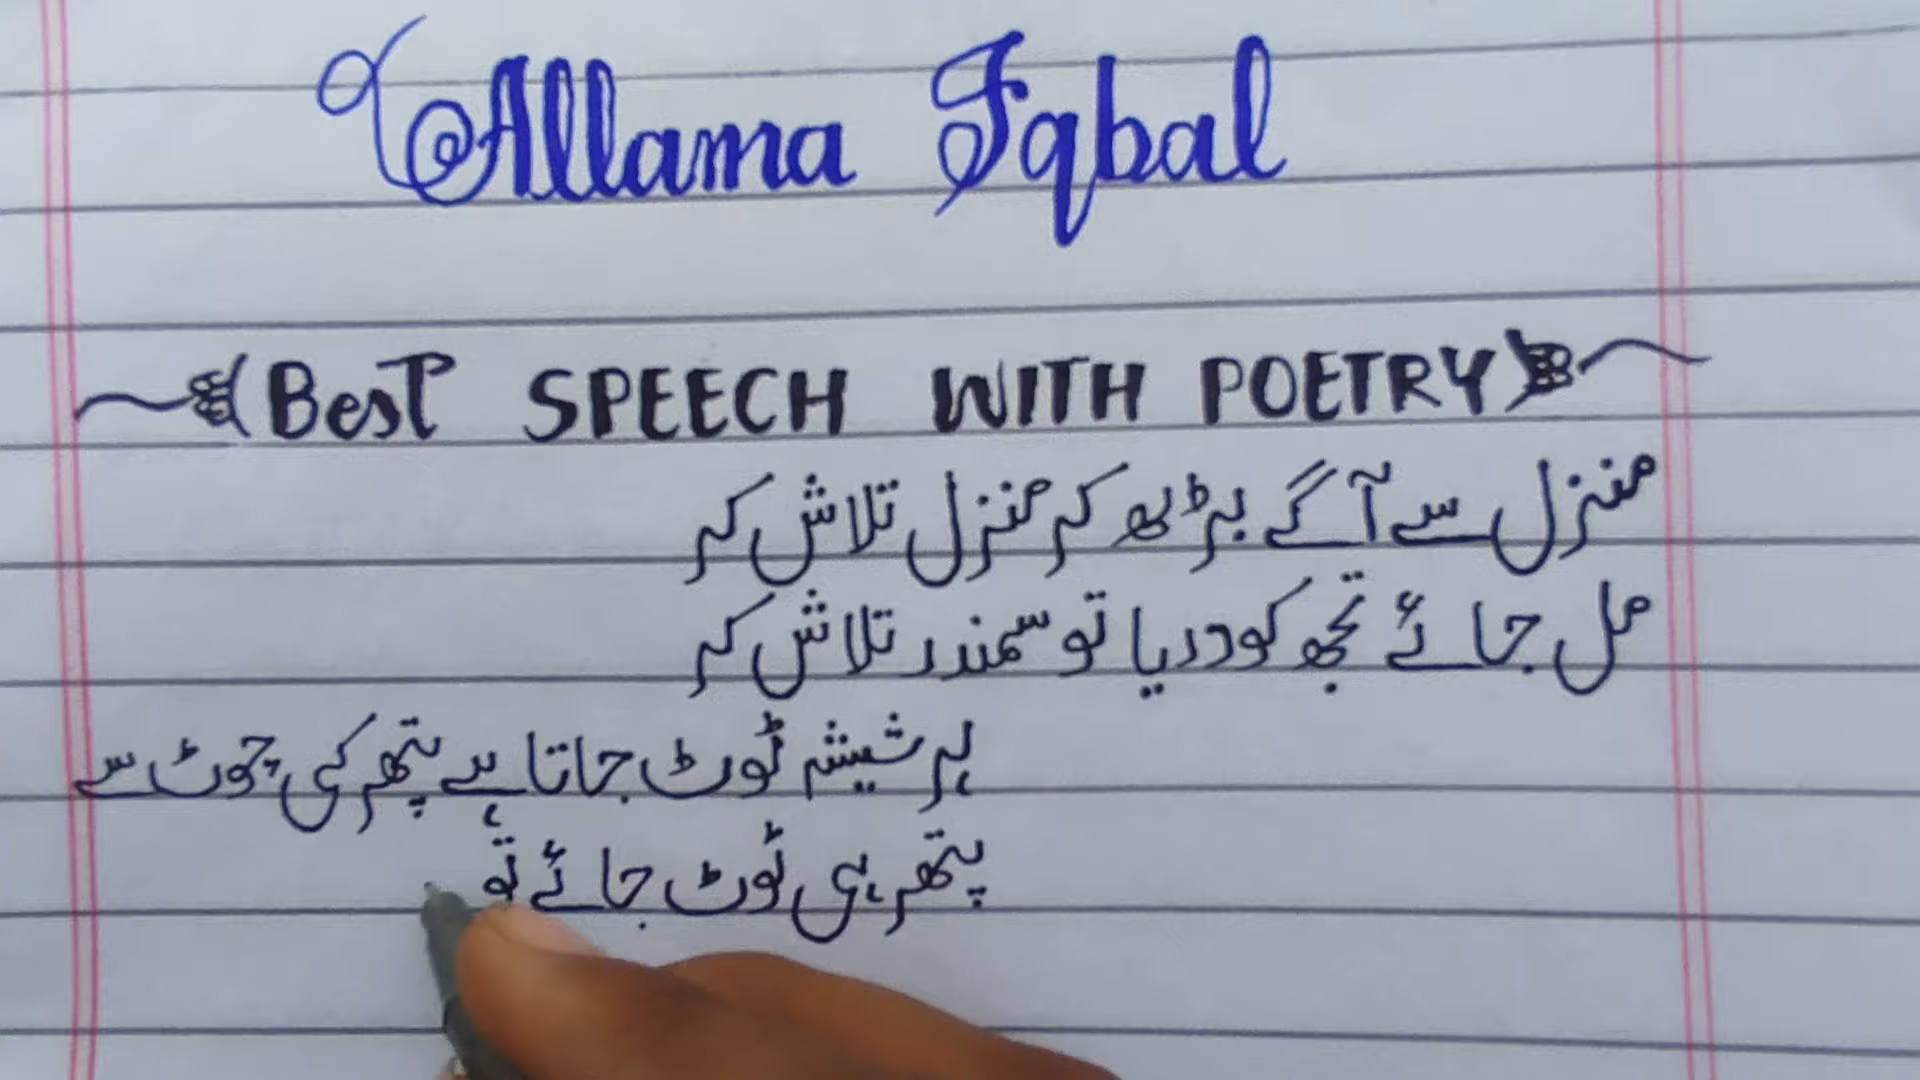 Allama Iqbal
Best SPEECH WITH POETRY
منزل سے آگے بڑھ کر منزل تلاش کر
مل جائے تجھ کو دریا تو سمندر تلاش کر
ہر شیشہ ٹوٹ جاتا ہے پتھر کی چوٹ سے
پتھر ہی ٹوٹ جائے تو